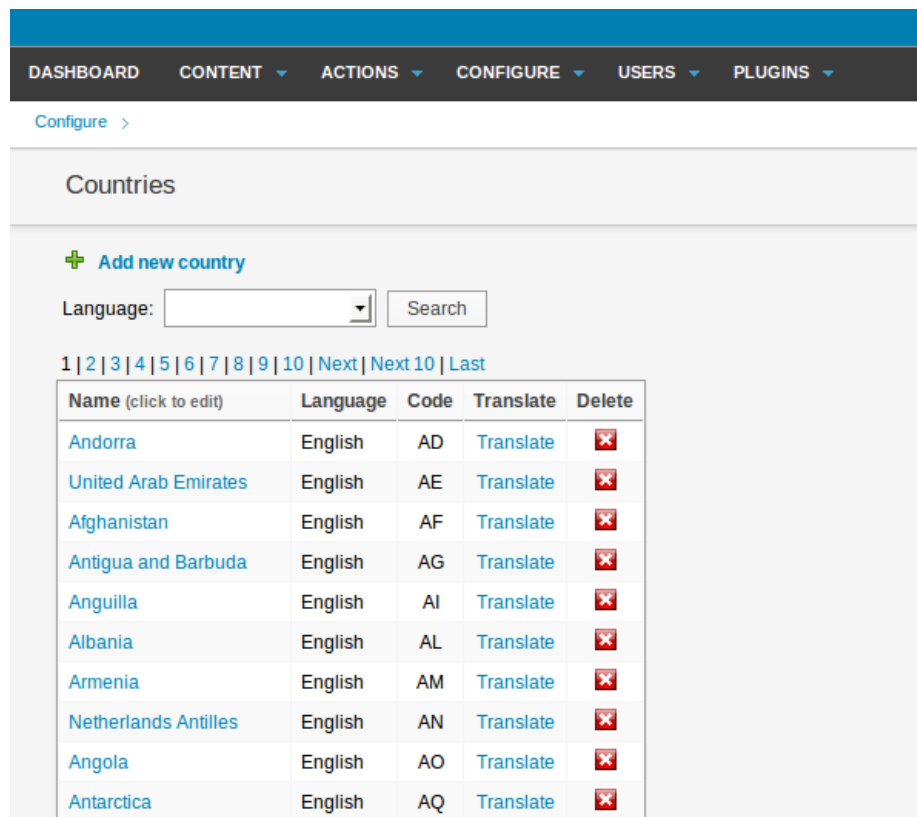 DASHBOARD CONTENT ACTIONS CONFIGURE USERS PLUGINS
Configure >
Countries
Add new country
Language: Search
1 | 2 | 3 | 4 | 5 | 6 | 7 | 8 | 9 | 10 | Next | Next 10 | Last
Name (click to edit) Language Code Translate Delete
Andorra English AD Translate
United Arab Emirates English AE Translate
Afghanistan English AF Translate
Antigua and Barbuda English AG Translate
Anguilla English AI Translate
Albania English AL Translate
Armenia English AM Translate
Netherlands Antilles English AN Translate
Angola English AO Translate
Antarctica English AQ Translate